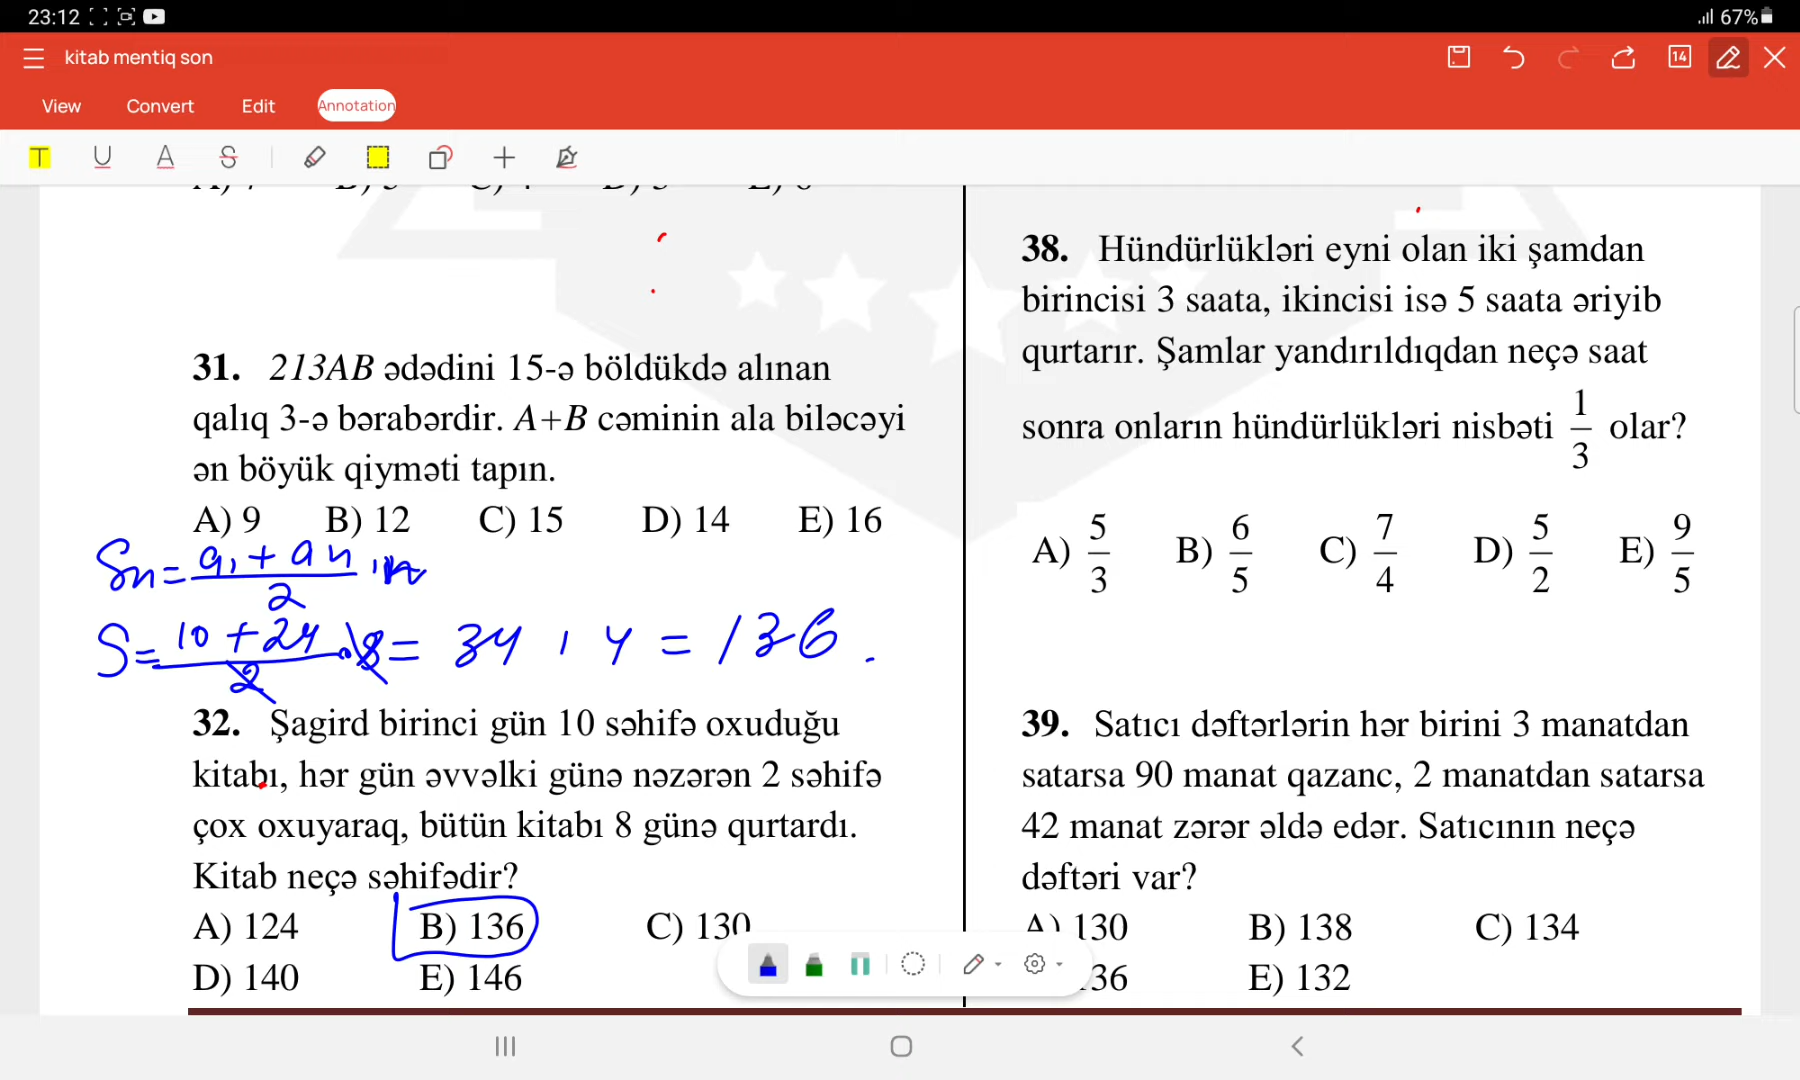 23:12
67%
kitab mentiq son
14
View Convert Edit Annotation
T U A S
31. 213AB ədədini 15-ə böldükdə alınan
qalıq 3-ə bərabərdir. A+B cəminin ala biləcəyi
ən böyük qiyməti tapın.
A) 9 B) 12 C) 15 D) 14 E) 16
Sn = a1 + an / 2 · n
S = 10 + 24 / 2 · 8 = 34 · 4 = 136.
32. Şagird birinci gün 10 səhifə oxuduğu
kitabı, hər gün əvvəlki günə nəzərən 2 səhifə
çox oxuyaraq, bütün kitabı 8 günə qurtardı.
Kitab neçə səhifədir?
A) 124 B) 136 C) 130
D) 140 E) 146
38. Hündürlükləri eyni olan iki şamdan
birincisi 3 saata, ikincisi isə 5 saata əriyib
qurtarır. Şamlar yandırıldıqdan neçə saat
sonra onların hündürlükləri nisbəti 1/3 olar?
A) 5/3 B) 6/5 C) 7/4 D) 5/2 E) 9/5
39. Satıcı dəftərlərin hər birini 3 manatdan
satarsa 90 manat qazanc, 2 manatdan satarsa
42 manat zərər əldə edər. Satıcının neçə
dəftəri var?
A) 130 B) 138 C) 134
36 E) 132